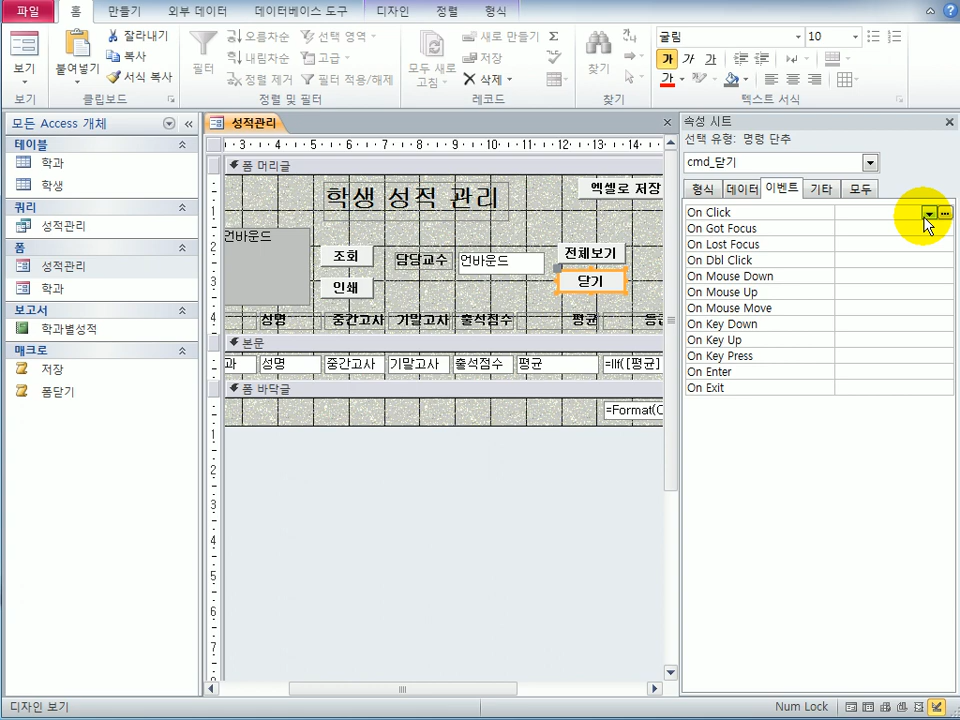 파일 홈 만들기 외부 데이터 데이터베이스 도구 디자인 정렬 형식
보기
보기
붙여넣기
잘라내기
복사
서식 복사
클립보드
필터
오름차순
내림차순
정렬 제거
선택 영역
고급
필터 적용/해제
정렬 및 필터
모두 새로
고침
새로 만들기
저장
삭제
레코드
찾기
찾기
굴림 10
가 가 가
가
텍스트 서식
모든 Access 개체
테이블
학과
학생
쿼리
성적관리
폼
성적관리
학과
보고서
학과별성적
매크로
저장
폼닫기
성적관리
3 4 5 6 7 8 9 10 11 12 13 14
폼 머리글
학생 성적 관리
엑셀로 저장
언바운드
조회
담당교수
언바운드
전체보기
인쇄
닫기
성명 중간고사 기말고사 출석점수 평균
본문
과 성명 중간고사 기말고사 출석점수 평균 =IIf([평균]
폼 바닥글
=Format(
속성 시트
선택 유형: 명령 단추
cmd_닫기
형식 데이터 이벤트 기타 모두
On Click
On Got Focus
On Lost Focus
On Dbl Click
On Mouse Down
On Mouse Up
On Mouse Move
On Key Down
On Key Up
On Key Press
On Enter
On Exit
디자인 보기
Num Lock